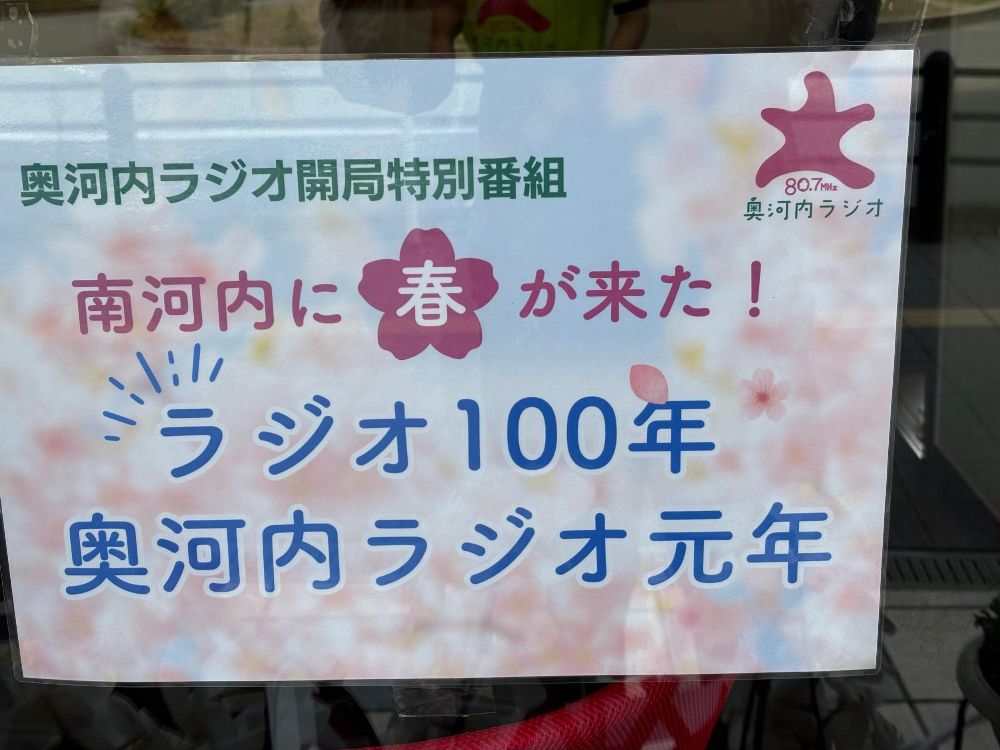 奥河内ラジオ開局特別番組
80.7MHz
奥河内ラジオ
南河内に春が来た！
ラジオ100年
奥河内ラジオ元年